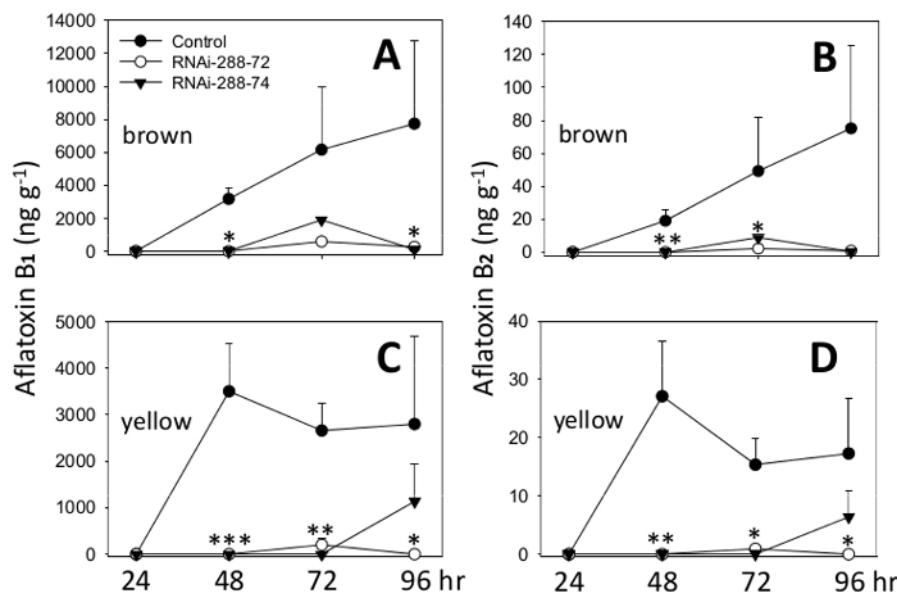 Aflatoxin B1 (ng g-1)
14000
12000
10000
8000
6000
4000
2000
0
Control
RNAi-288-72
RNAi-288-74
A
brown
*
*
Aflatoxin B2 (ng g-1)
140
120
100
80
60
40
20
0
B
brown
**
*
5000
4000
3000
2000
1000
0
C
yellow
***
**
*
24 48 72 96 hr
40
30
20
10
0
D
yellow
**
*
*
24 48 72 96 hr